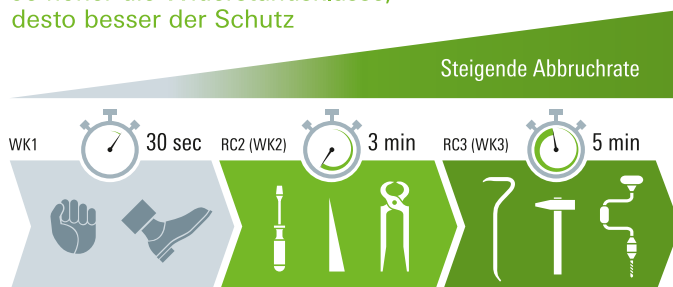 desto besser der Schutz
Steigende Abbruchrate
WK1
30 sec
RC2 (WK2)
3 min
RC3 (WK3)
5 min